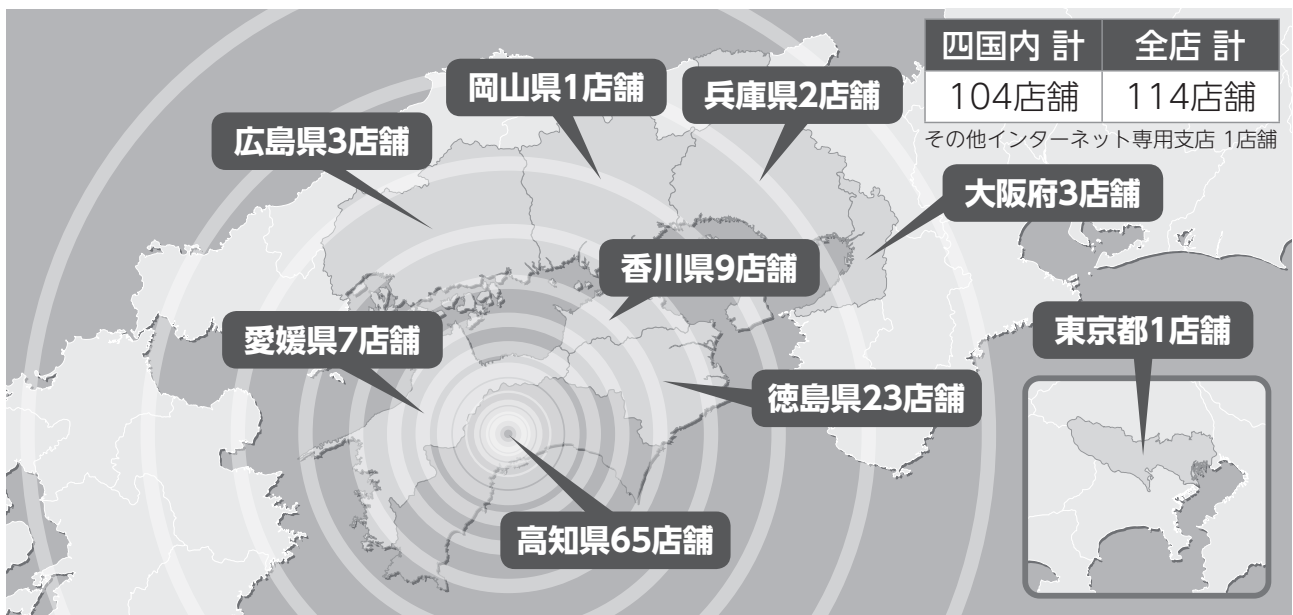 四国内 計 全店 計
104店舗 114店舗
その他インターネット専用支店 1店舗
岡山県1店舗
兵庫県2店舗
広島県3店舗
大阪府3店舗
香川県9店舗
愛媛県7店舗
東京都1店舗
徳島県23店舗
高知県65店舗